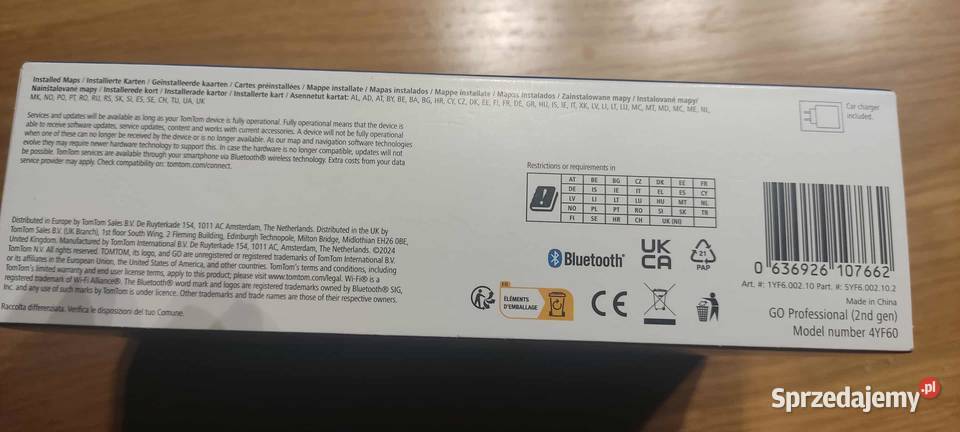 Installed Maps / Installierte Karten / Geïnstalleerde kaarten / Cartes préinstallées / Mappe installate / Mapas instalados / Mappe installate / Mapas instalados / Zainstalowane mapy / Instalované mapy/
Nainštalované mapy / Installerede kort / Installerade kartor / Installerte kart / Asennetut kartat: AL, AD, AT, BY, BE, BA, BG, HR, CY, CZ, DK, EE, FI, FR, DE, GR, HU, IS, IE, IT, XK, LV, LI, LT, LU, MC, MT, MD, MC, ME, NL,
MK, NO, PO, PT, RO, RU, RS, SK, SI, ES, SE, CH, TU, UA, UK
Services and updates will be available as long as your TomTom device is fully operational. Fully operational means that the device is
able to receive software updates, service updates, content and works with current accessories. A device will not be fully operational
when one of these can no longer be received by the device or is no longer available. As our map and navigation software technologies
evolve they may require newer hardware technology to support this. In case the hardware is no longer compatible, updates will not
be possible. TomTom services are available through your smartphone via Bluetooth® wireless technology. Extra costs from your data
service provider may apply. Check compatibility on: tomtom.com/connect.
Car charger
included.
Restrictions or requirements in
AT BE BG CZ DK EE FR
DE IS IE IT EL ES CY
LV LI LT LU HU MT NL
NO PL PT RO SI SK TR
FI SE HR CH UK (NI)
Distributed in Europe by TomTom Sales B.V. De Ruyterkade 154, 1011 AC Amsterdam, The Netherlands. Distributed in the UK by
TomTom Sales B.V. (UK Branch), 1st floor South Wing, 2 Fleming Building, Edinburgh Technopole, Milton Bridge, Midlothian EH26 0BE,
United Kingdom. Manufactured by TomTom International B.V. De Ruyterkade 154, 1011 AC Amsterdam, The Netherlands. ©2024
TomTom N.V. All rights reserved. TOMTOM, its logo, and GO are unregistered or registered trademarks of TomTom International B.V.
or its affiliates in the European Union, the United States of America, and other countries. TomTom's terms and conditions, including
TomTom's limited warranty and end user license terms, apply to this product; please visit www.tomtom.com/legal. Wi-Fi® is a
registered trademark of Wi-Fi Alliance®. The Bluetooth® word mark and logos are registered trademarks owned by Bluetooth® SIG,
Inc. and any use of such marks by TomTom is under licence. Other trademarks and trade names are those of their respective owners.
Raccolta differenziata. Verifica le disposizioni del tuo Comune.
Bluetooth®
UK
CA
21
PAP
FR
ÉLÉMENTS
D'EMBALLAGE
CE
0 636926 107662
Art. #: 1YF6.002.10 Part #: 5YF6.002.10.2
Made in China
GO Professional (2nd gen)
Model number 4YF60
Sprzedajemy.pl